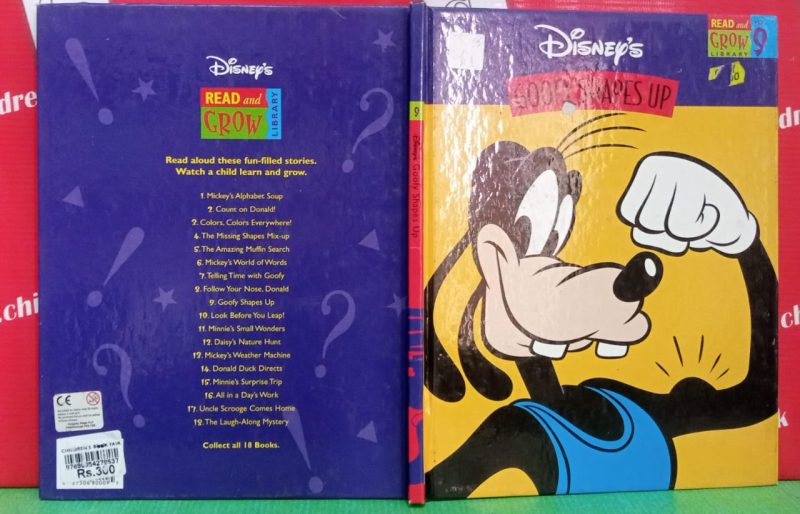 DISNEY'S
READ and
GROW
LIBRARY
Read aloud these fun-filled stories.
Watch a child learn and grow.
1. Mickey's Alphabet Soup
2. Count on Donald!
3. Colors, Colors Everywhere!
4. The Missing Shapes Mix-up
5. The Amazing Muffin Search
6. Mickey's World of Words
7. Telling Time with Goofy
8. Follow Your Nose, Donald
9. Goofy Shapes Up
10. Look Before You Leap!
11. Minnie's Small Wonders
12. Daisy's Nature Hunt
13. Mickey's Weather Machine
14. Donald Duck Directs
15. Minnie's Surprise Trip
16. All in a Day's Work
17. Uncle Scrooge Comes Home
18. The Laugh-Along Mystery
Collect all 18 Books.
CE
CHILDREN'S BOOK FAIR
Rs.300
9
Disney's Goofy Shapes Up
DISNEY'S
GOOFY SHAPES UP
READ and
GROW
LIBRARY
9
dre
.chi